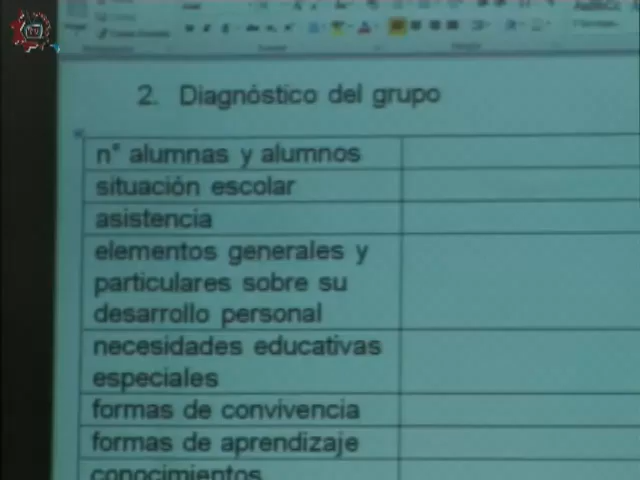 2. Diagnóstico del grupo
n° alumnas y alumnos
situación escolar
asistencia
elementos generales y
particulares sobre su
desarrollo personal
necesidades educativas
especiales
formas de convivencia
formas de aprendizaje
conocimientos